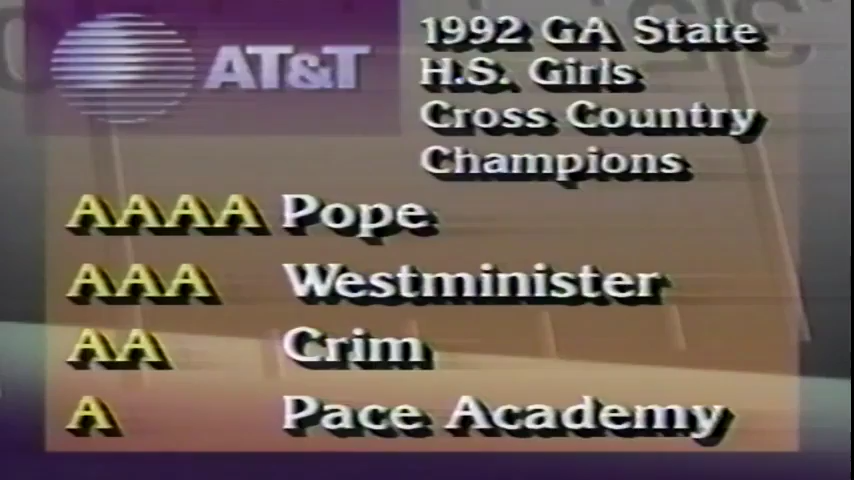 AT&T
1992 GA State
H.S. Girls
Cross Country
Champions
AAAA Pope
AAA Westminister
AA Crim
A Pace Academy